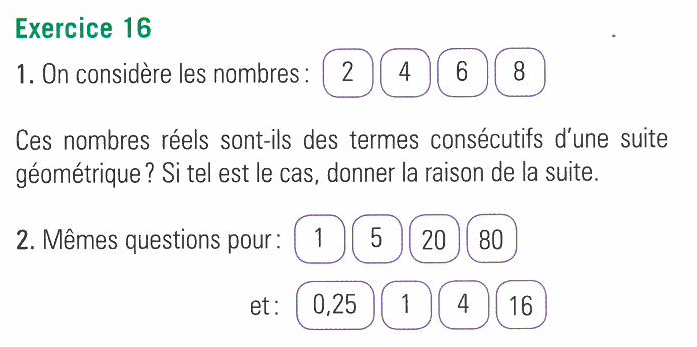 Exercice 16
1. On considère les nombres : 2 4 6 8
Ces nombres réels sont-ils des termes consécutifs d'une suite
géométrique ? Si tel est le cas, donner la raison de la suite.
2. Mêmes questions pour : 1 5 20 80
et : 0,25 1 4 16